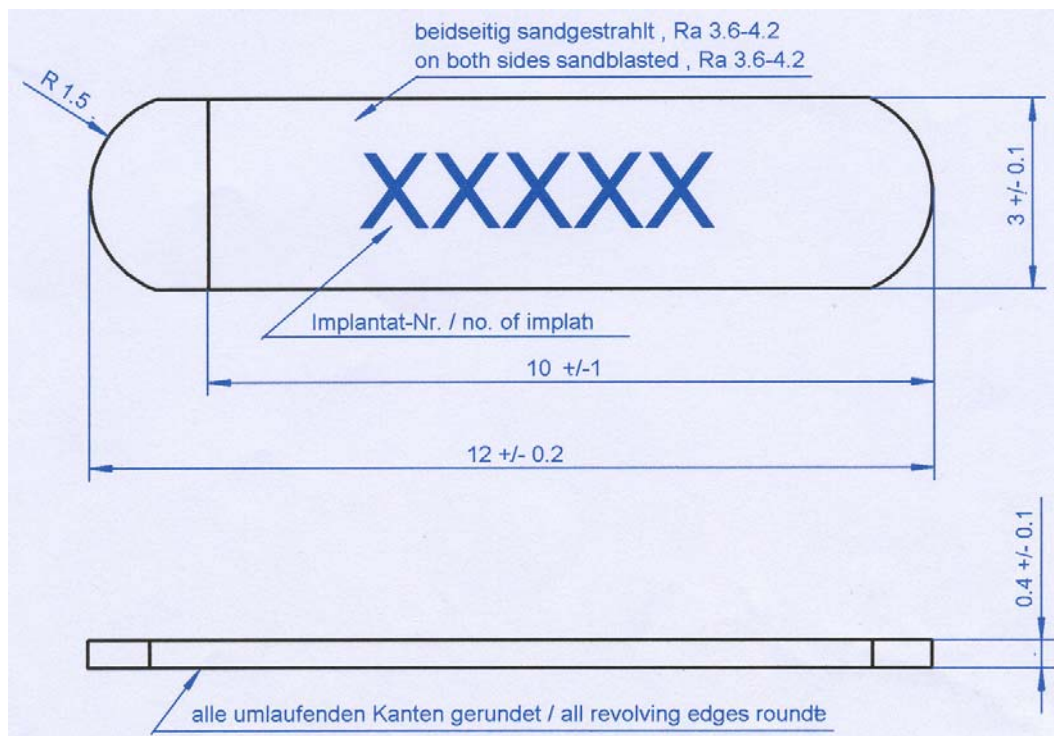 beidseitig sandgestrahlt , Ra 3.6-4.2
on both sides sandblasted , Ra 3.6-4.2
R 1.5
XXXXX
3 +/- 0.1
Implantat-Nr. / no. of implan
10 +/-1
12 +/- 0.2
0.4 +/- 0.1
alle umlaufenden Kanten gerundet / all revolving edges rounde